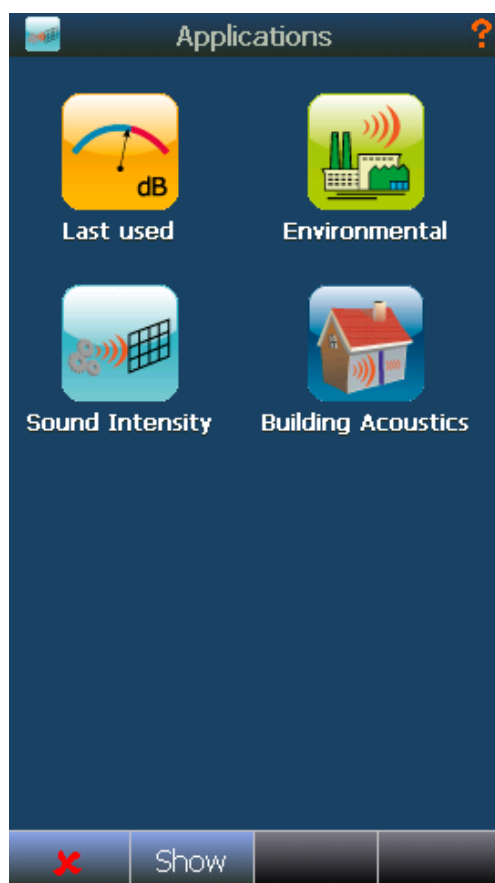 Applications ?
dB
Last used Environmental
Sound Intensity Building Acoustics
Show